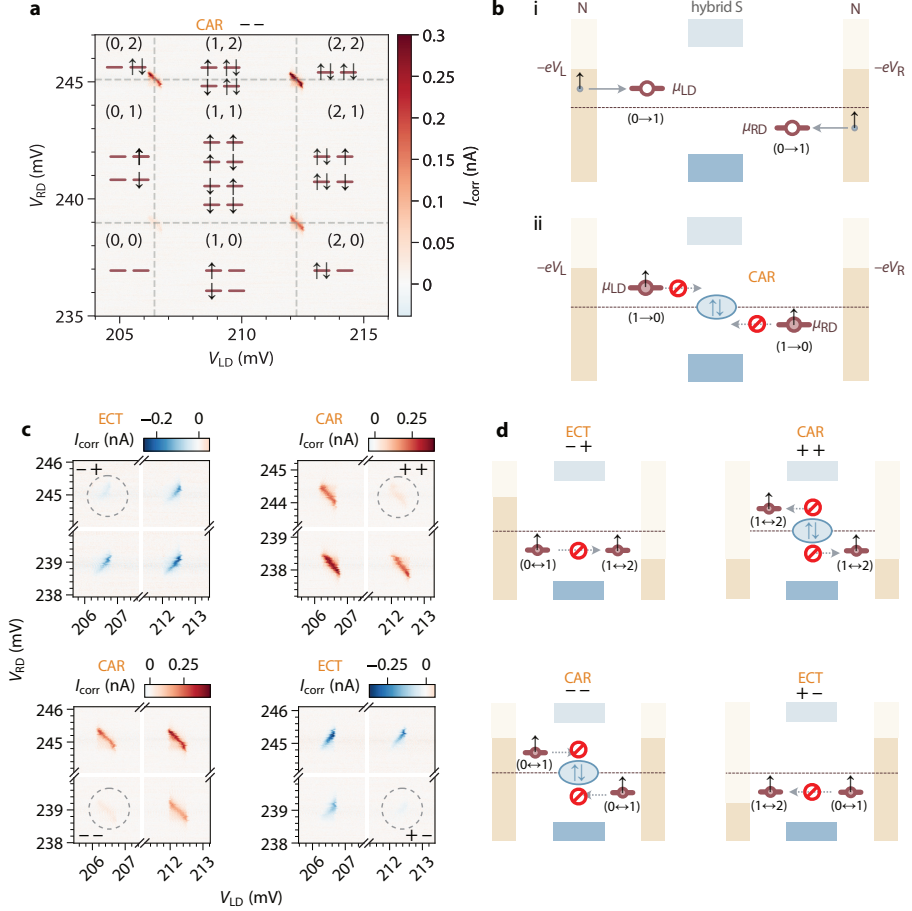 a
CAR − −
(0, 2) (1, 2) (2, 2)
(0, 1) (1, 1) (2, 1)
(0, 0) (1, 0) (2, 0)
245
240
235
V_RD (mV)
205 210 215
V_LD (mV)
0.3
0.25
0.2
0.15
0.1
0.05
0
I_corr (nA)
b
i
N hybrid S N
−eV_L −eV_R
μ_LD
(0→1)
μ_RD
(0→1)
ii
−eV_L −eV_R
CAR
μ_LD
(1→0)
μ_RD
(1→0)
c
ECT −0.2 0
I_corr (nA)
− +
246
245
239
238
206 207 212 213
CAR 0 0.25
I_corr (nA)
+ +
245
244
239
238
206 207 212 213
V_RD (mV)
CAR 0 0.25
I_corr (nA)
− −
246
245
239
238
206 207 212 213
ECT −0.25 0
I_corr (nA)
+ −
246
245
239
238
206 207 212 213
V_LD (mV)
d
ECT
− +
(0↔1) (1↔2)
CAR
+ +
(1↔2)
(1↔2)
CAR
− −
(0↔1)
(0↔1)
ECT
+ −
(1↔2) (0↔1)